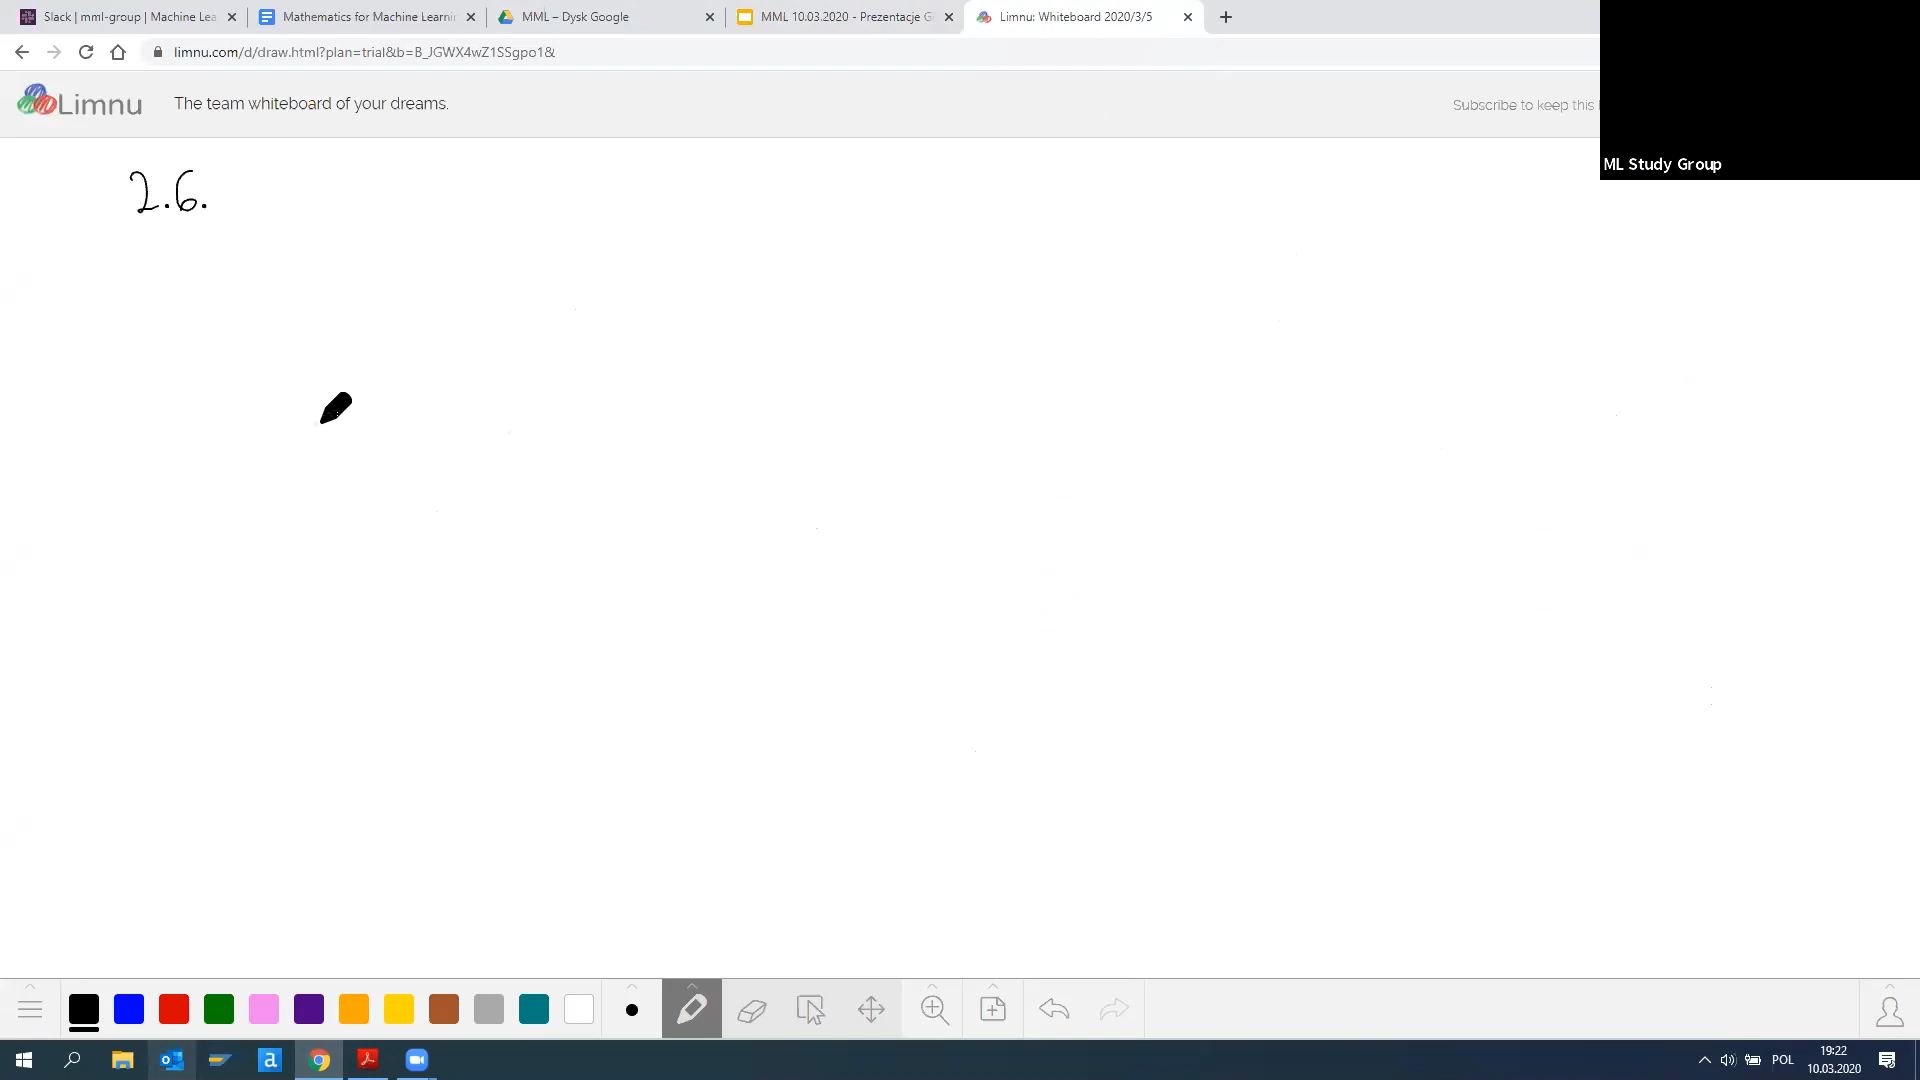 Slack | mml-group | Machine Lea
Mathematics for Machine Learni
MML – Dysk Google
MML 10.03.2020 - Prezentacje G
Limnu: Whiteboard 2020/3/5
limnu.com/d/draw.html?plan=trial&b=B_JGWX4wZ1SSgpo1&
Limnu
The team whiteboard of your dreams.
Subscribe to keep this
ML Study Group
2.6.
POL
19:22
10.03.2020